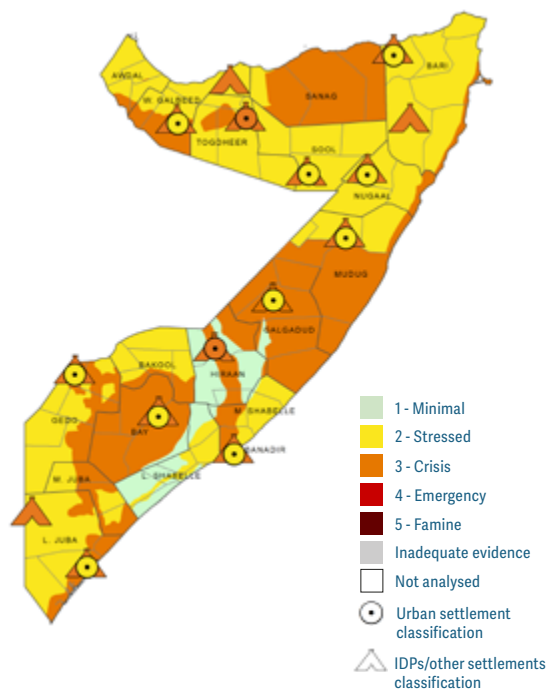 AWDAL
W. GALBEED
TOGDHEER
SANAG
BARI
SOOL
NUGAAL
MUDUG
GALGADUD
HIRAAN
BAKOOL
GEDO
BAY
M. SHABELLE
BANADIR
L. SHABELLE
M. JUBA
L. JUBA
1 - Minimal
2 - Stressed
3 - Crisis
4 - Emergency
5 - Famine
Inadequate evidence
Not analysed
Urban settlement
classification
IDPs/other settlements
classification